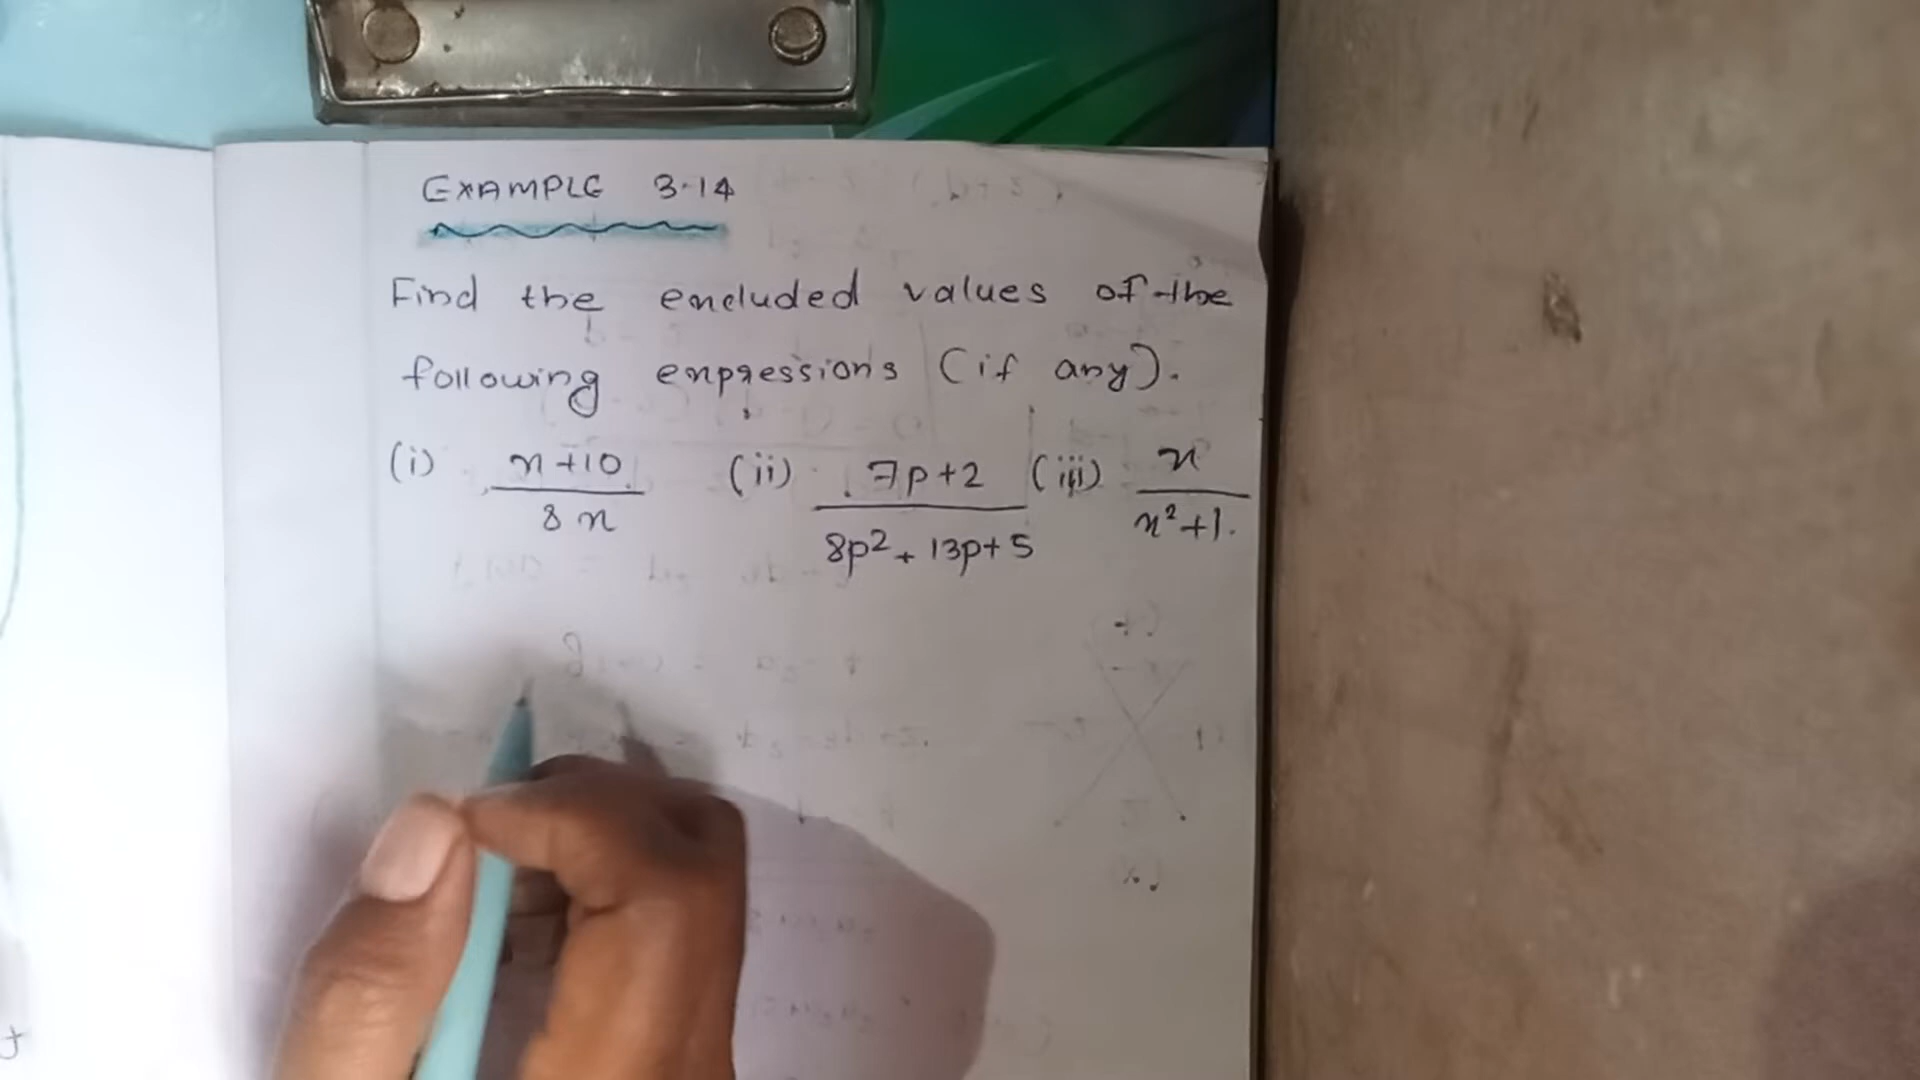 EXAMPLE 3.14
Find the excluded values of the
following expressions (if any).
(i) x+10 / 8x (ii) 7p+2 / 8p²+13p+5 (iii) x / x²+1.